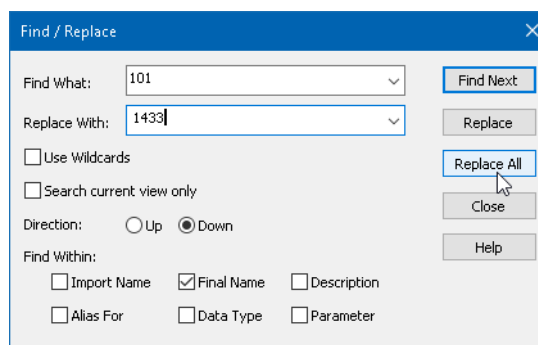 Find / Replace
Find What: 101 Find Next
Replace With: 1433 Replace
Use Wildcards Replace All
Search current view only
Close
Direction: Up Down
Help
Find Within:
Import Name Final Name Description
Alias For Data Type Parameter